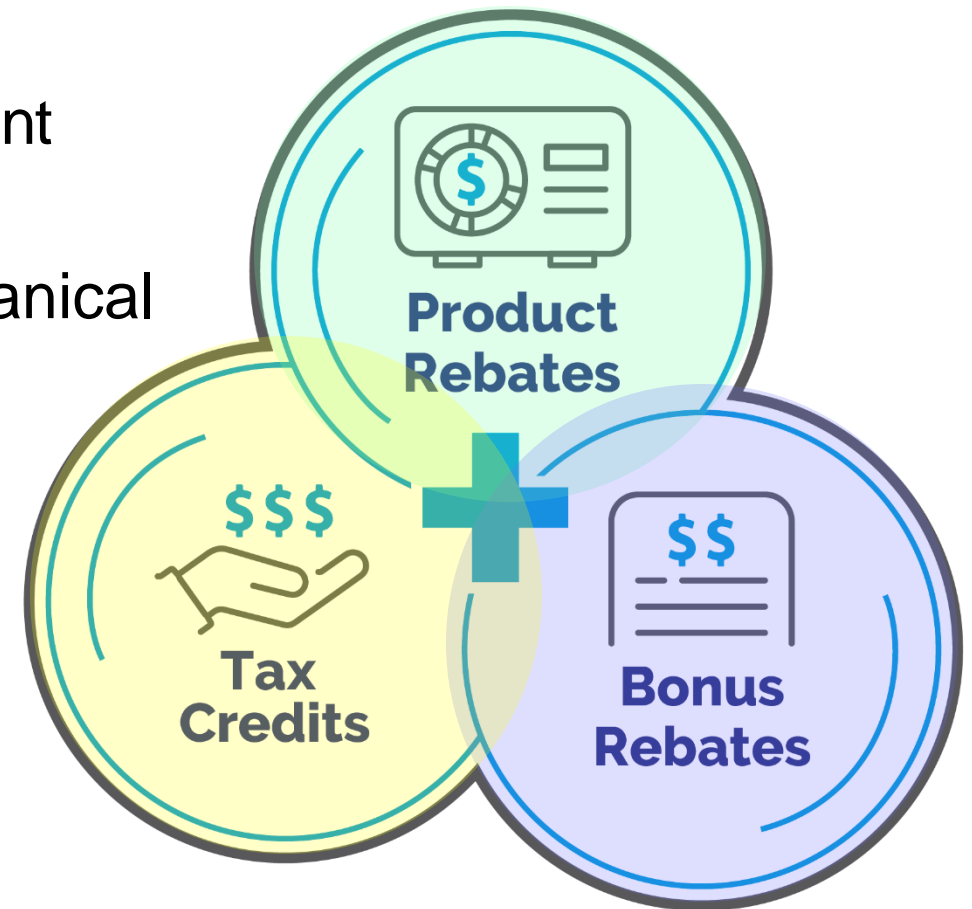 nt
anical
$
Product
Rebates
$$$
Tax
Credits
$$
Bonus
Rebates